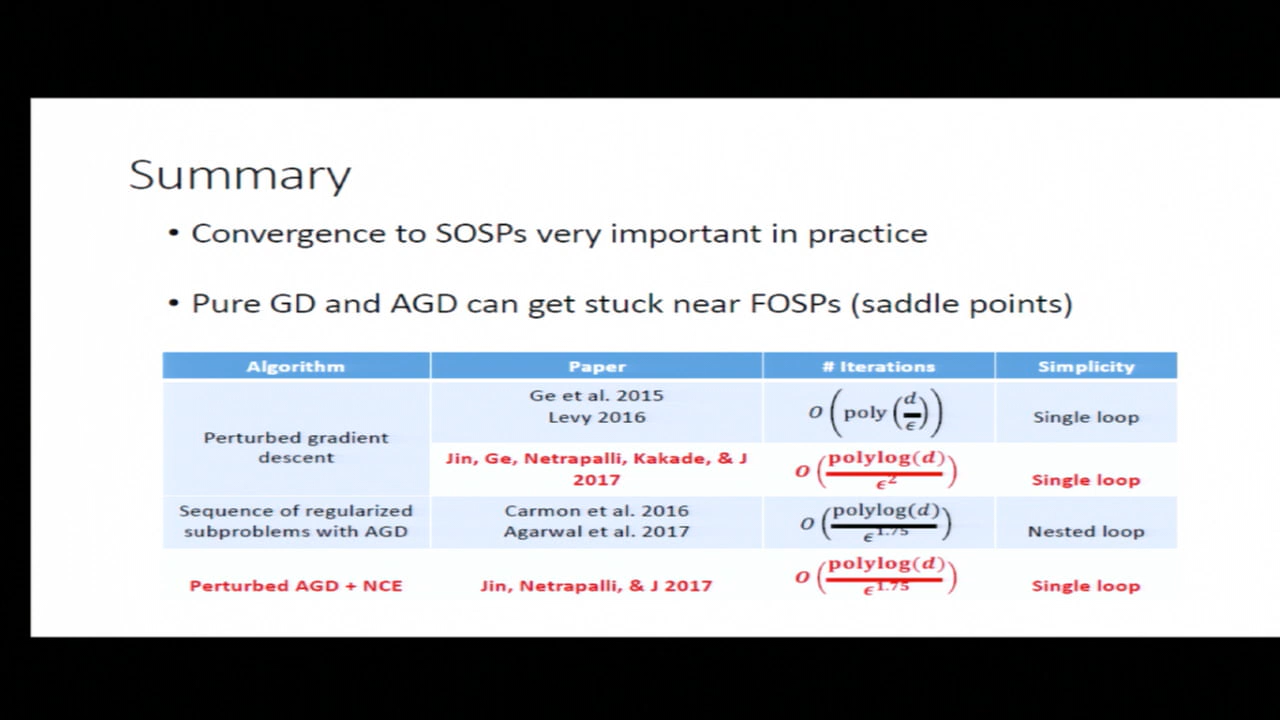 Summary
• Convergence to SOSPs very important in practice
• Pure GD and AGD can get stuck near FOSPs (saddle points)
Algorithm Paper # Iterations Simplicity
Perturbed gradient
descent
Ge et al. 2015
Levy 2016
O(poly(d/ϵ))
Single loop
Jin, Ge, Netrapalli, Kakade, & J
2017
O(polylog(d)/ϵ^2)
Single loop
Sequence of regularized
subproblems with AGD
Carmon et al. 2016
Agarwal et al. 2017
O(polylog(d)/ϵ^1.75)
Nested loop
Perturbed AGD + NCE
Jin, Netrapalli, & J 2017
O(polylog(d)/ϵ^1.75)
Single loop